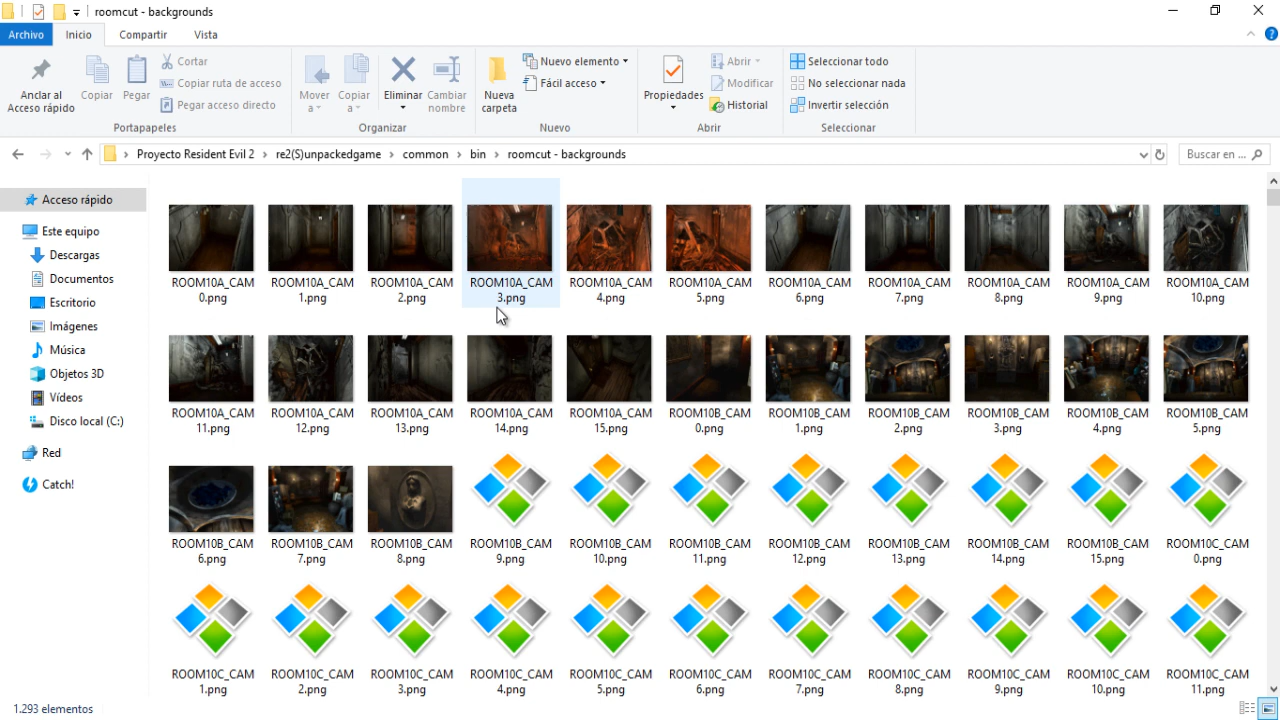 roomcut - backgrounds
Archivo Inicio Compartir Vista
Anclar al Acceso rápido
Copiar
Pegar
Cortar
Copiar ruta de acceso
Pegar acceso directo
Portapapeles
Mover a
Copiar a
Eliminar
Cambiar nombre
Organizar
Nueva carpeta
Nuevo elemento
Fácil acceso
Nuevo
Propiedades
Abrir
Modificar
Historial
Abrir
Seleccionar todo
No seleccionar nada
Invertir selección
Seleccionar
Proyecto Resident Evil 2 > re2(S)unpackedgame > common > bin > roomcut - backgrounds
Buscar en ...
Acceso rápido
Este equipo
Descargas
Documentos
Escritorio
Imágenes
Música
Objetos 3D
Vídeos
Disco local (C:)
Red
Catch!
ROOM10A_CAM0.png
ROOM10A_CAM1.png
ROOM10A_CAM2.png
ROOM10A_CAM3.png
ROOM10A_CAM4.png
ROOM10A_CAM5.png
ROOM10A_CAM6.png
ROOM10A_CAM7.png
ROOM10A_CAM8.png
ROOM10A_CAM9.png
ROOM10A_CAM10.png
ROOM10A_CAM11.png
ROOM10A_CAM12.png
ROOM10A_CAM13.png
ROOM10A_CAM14.png
ROOM10A_CAM15.png
ROOM10B_CAM0.png
ROOM10B_CAM1.png
ROOM10B_CAM2.png
ROOM10B_CAM3.png
ROOM10B_CAM4.png
ROOM10B_CAM5.png
ROOM10B_CAM6.png
ROOM10B_CAM7.png
ROOM10B_CAM8.png
ROOM10B_CAM9.png
ROOM10B_CAM10.png
ROOM10B_CAM11.png
ROOM10B_CAM12.png
ROOM10B_CAM13.png
ROOM10B_CAM14.png
ROOM10B_CAM15.png
ROOM10C_CAM0.png
ROOM10C_CAM1.png
ROOM10C_CAM2.png
ROOM10C_CAM3.png
ROOM10C_CAM4.png
ROOM10C_CAM5.png
ROOM10C_CAM6.png
ROOM10C_CAM7.png
ROOM10C_CAM8.png
ROOM10C_CAM9.png
ROOM10C_CAM10.png
ROOM10C_CAM11.png
1.293 elementos